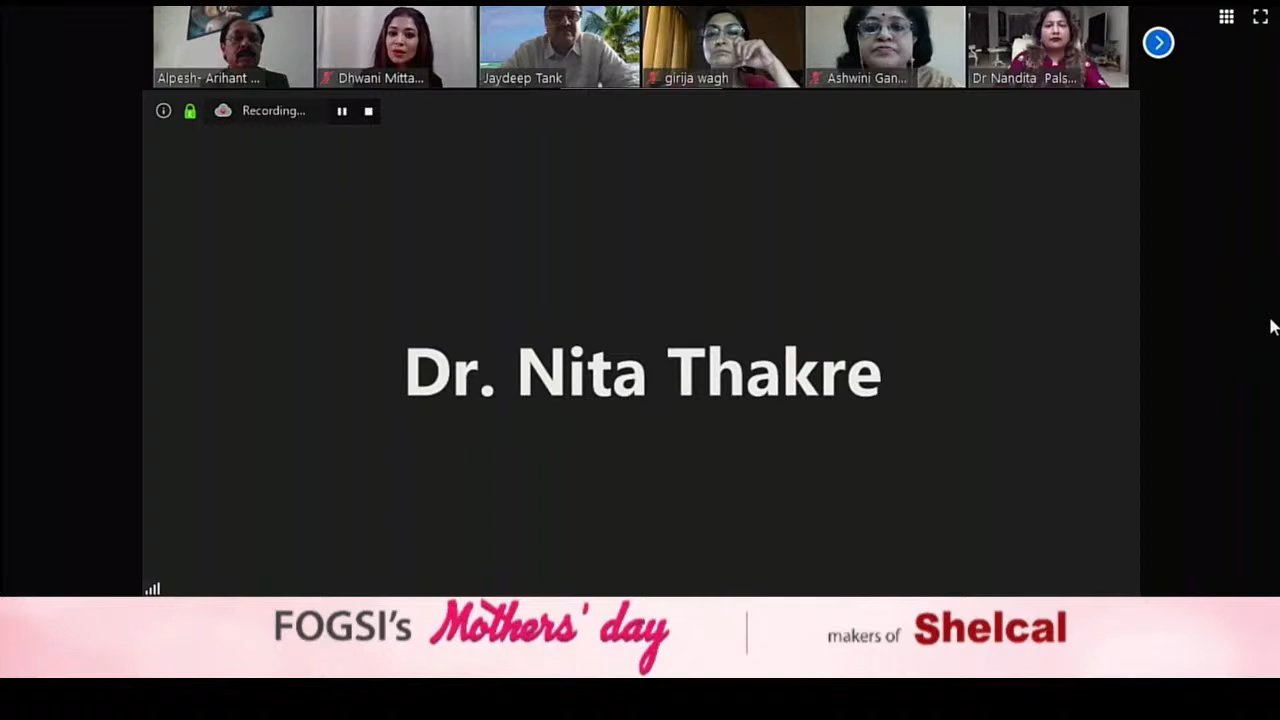 Alpesh- Arihant ...
Dhwani Mitta...
Jaydeep Tank
girija wagh
Ashwini Gan...
Dr Nandita Pals...
Recording...
Dr. Nita Thakre
FOGSI's Mothers' day
makers of Shelcal